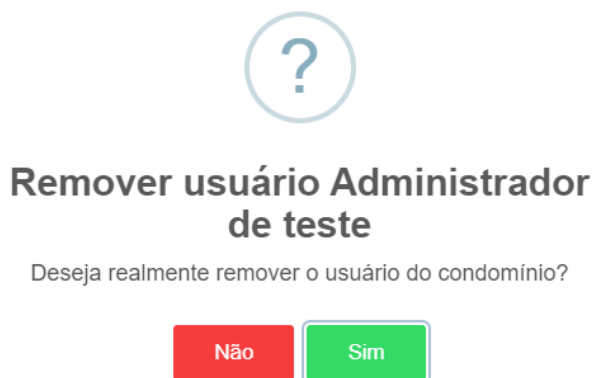 ?
Remover usuário Administrador
de teste
Deseja realmente remover o usuário do condomínio?
Não Sim